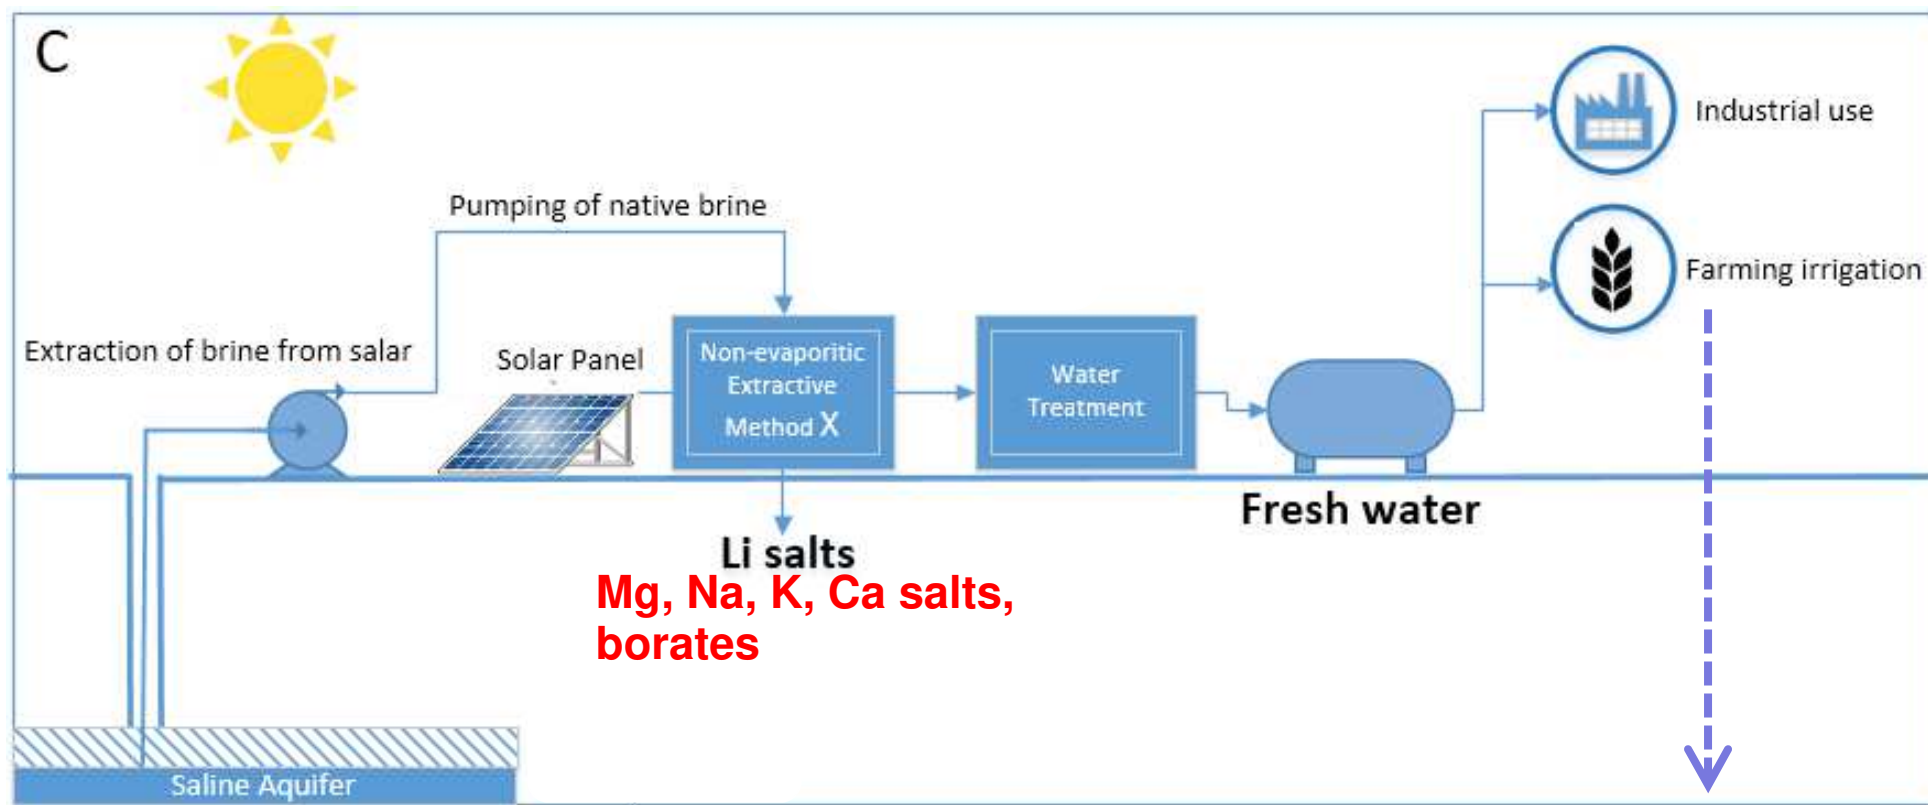 C
Industrial use
Pumping of native brine
Farming irrigation
Extraction of brine from salar
Solar Panel
Non-evaporitic
Extractive
Method X
Water
Treatment
Fresh water
Li salts
Mg, Na, K, Ca salts,
borates
Saline Aquifer